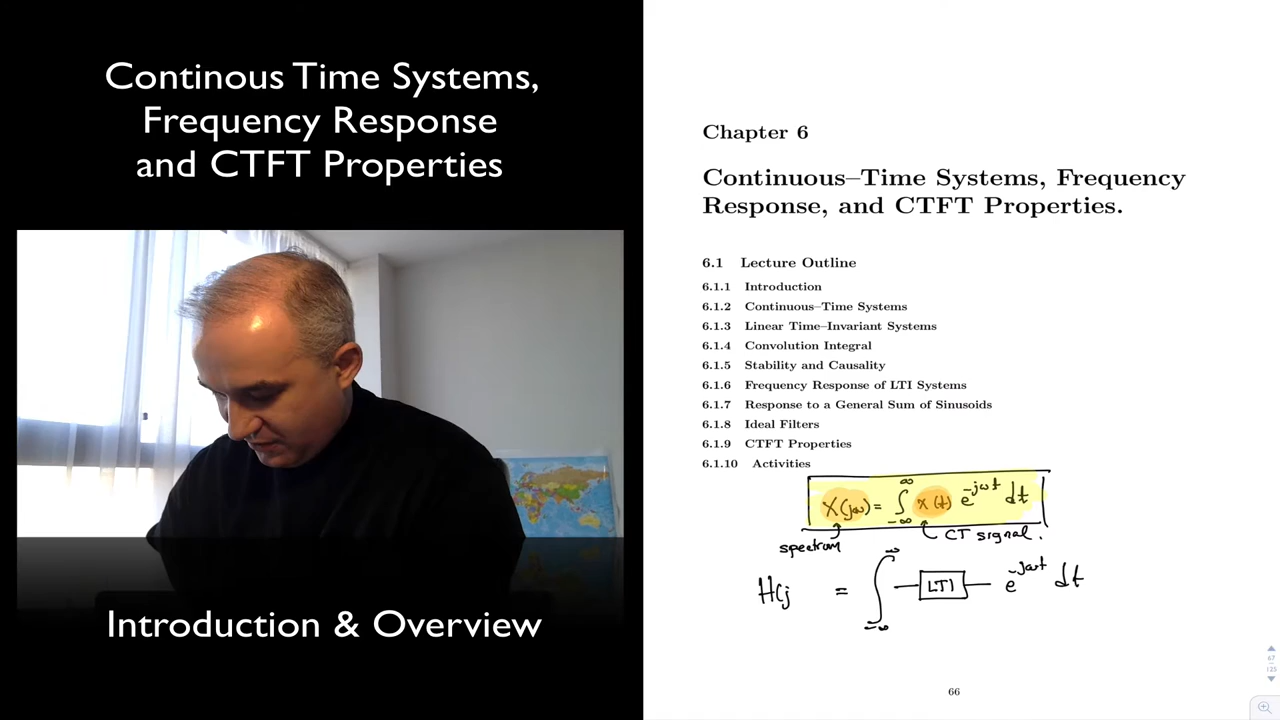 Continous Time Systems,
Frequency Response
and CTFT Properties
Introduction & Overview
Chapter 6
Continuous–Time Systems, Frequency
Response, and CTFT Properties.
6.1 Lecture Outline
6.1.1 Introduction
6.1.2 Continuous–Time Systems
6.1.3 Linear Time–Invariant Systems
6.1.4 Convolution Integral
6.1.5 Stability and Causality
6.1.6 Frequency Response of LTI Systems
6.1.7 Response to a General Sum of Sinusoids
6.1.8 Ideal Filters
6.1.9 CTFT Properties
6.1.10 Activities
X(jω) = ∫_{-∞}^{∞} x(t) e^{-jωt} dt
spectrum CT signal.
H(j = ∫_{-∞}^{∞} LTI e^{-jωt} dt
66
67
125